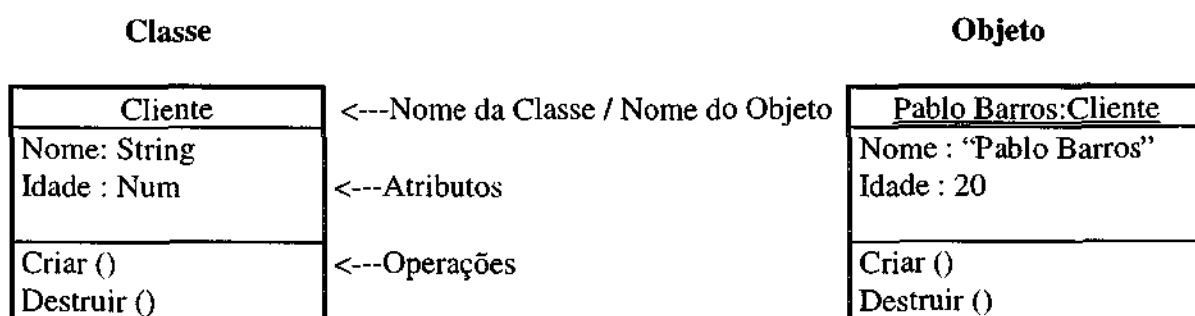 Classe
Objeto
Cliente
<---Nome da Classe / Nome do Objeto
Pablo Barros:Cliente
Nome: String
Nome : “Pablo Barros”
Idade : Num
<---Atributos
Idade : 20
Criar ()
<---Operações
Criar ()
Destruir ()
Destruir ()